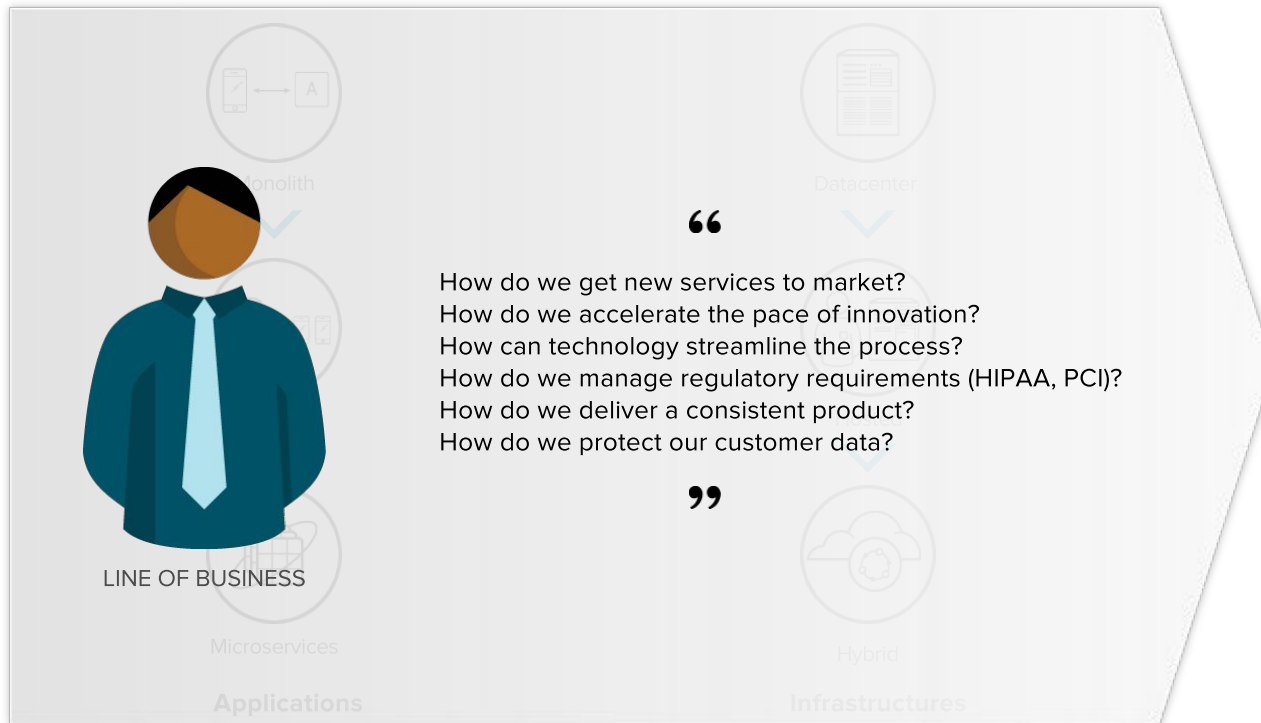 A
Monolith
Datacenter
“
How do we get new services to market?
How do we accelerate the pace of innovation?
How can technology streamline the process?
How do we manage regulatory requirements (HIPAA, PCI)?
How do we deliver a consistent product?
Hosted
How do we protect our customer data?
”
LINE OF BUSINESS
Microservices
Hybrid
Applications
Infrastructures